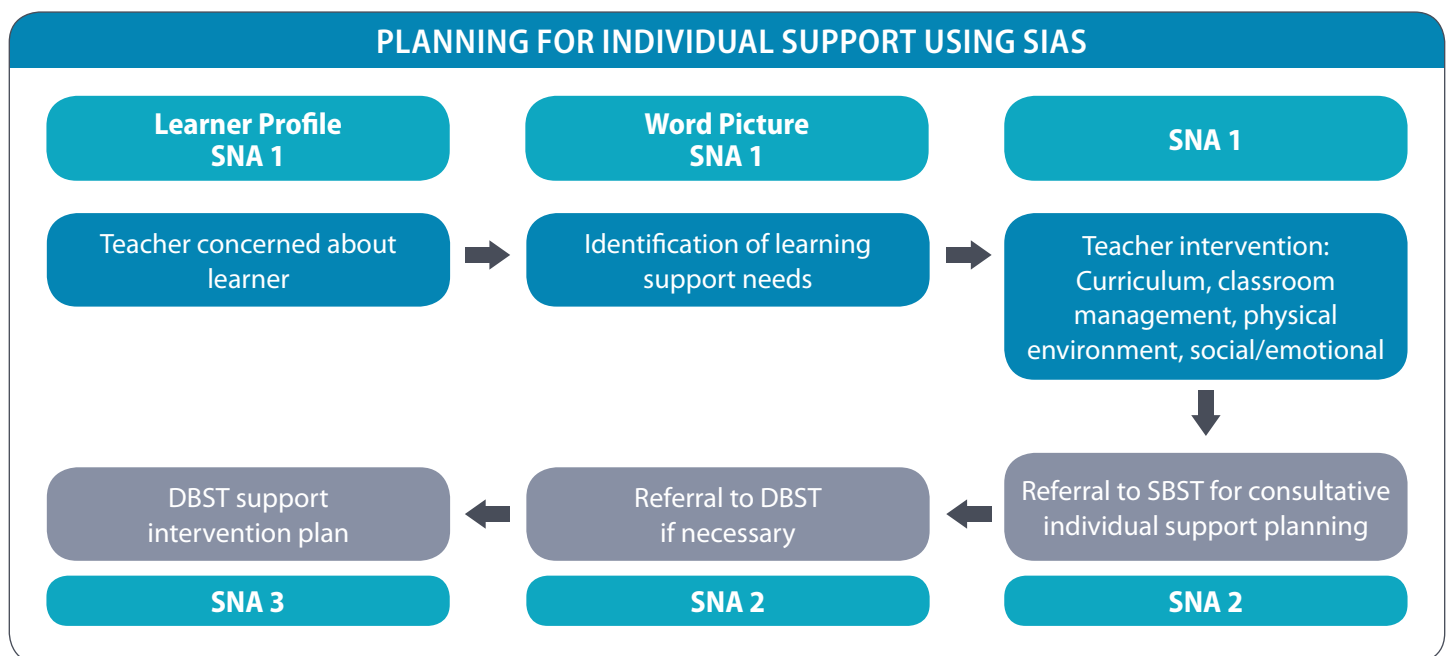 PLANNING FOR INDIVIDUAL SUPPORT USING SIAS
Learner Profile
SNA 1
Word Picture
SNA 1
SNA 1
Teacher concerned about
learner
Identification of learning
support needs
Teacher intervention:
Curriculum, classroom
management, physical
environment, social/emotional
DBST support
intervention plan
Referral to DBST
if necessary
Referral to SBST for consultative
individual support planning
SNA 3
SNA 2
SNA 2